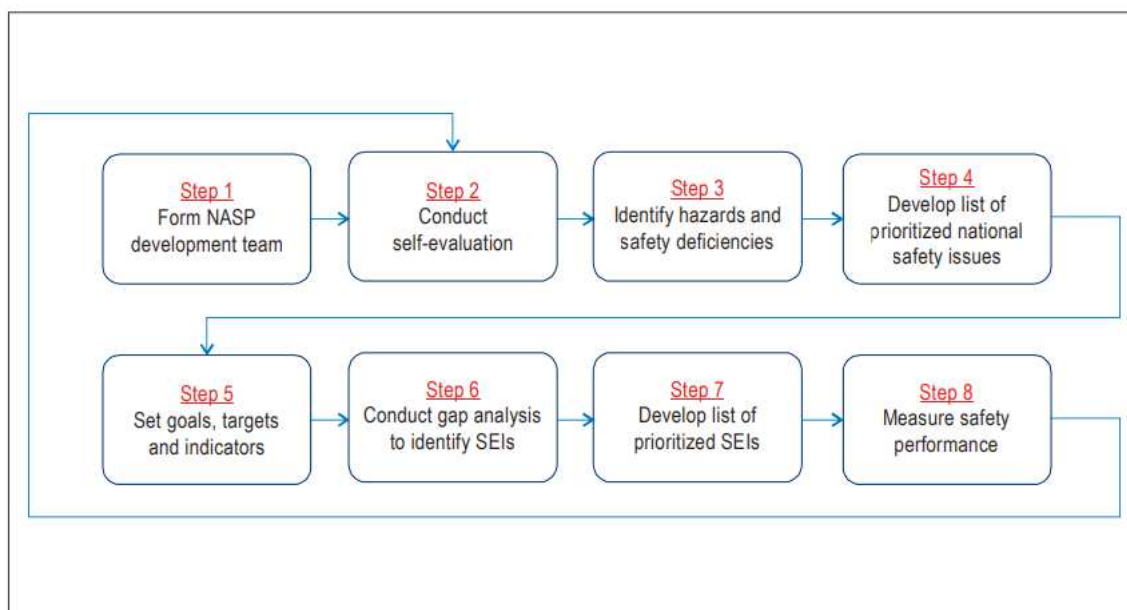 Step 1
Form NASP
development team
Step 2
Conduct
self-evaluation
Step 3
Identify hazards and
safety deficiencies
Step 4
Develop list of
prioritized national
safety issues
Step 5
Set goals, targets
and indicators
Step 6
Conduct gap analysis
to identify SEIs
Step 7
Develop list of
prioritized SEIs
Step 8
Measure safety
performance